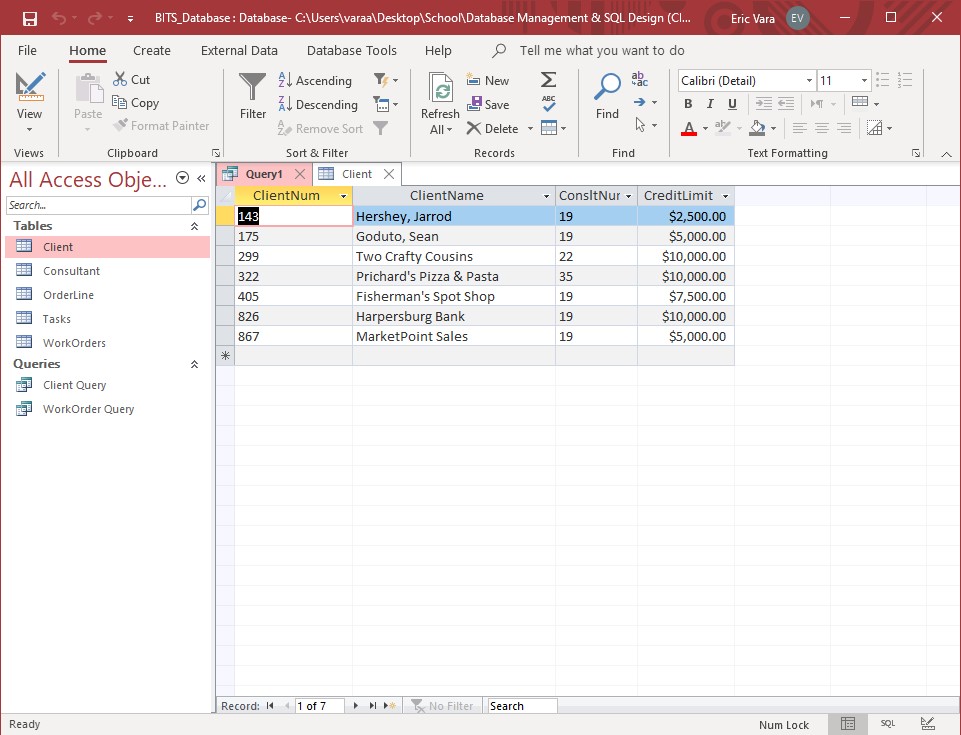 BITS_Database : Database- C:\Users\varaa\Desktop\School\Database Management & SQL Design (Cl... Eric Vara EV
File Home Create External Data Database Tools Help Tell me what you want to do
View
Views
Paste
Cut
Copy
Format Painter
Clipboard
Filter
Ascending
Descending
Remove Sort
Sort & Filter
Refresh
All
New
Save
Delete
Records
Find
Find
Calibri (Detail) 11
B I U
A
Text Formatting
All Access Obje...
Search...
Tables
Client
Consultant
OrderLine
Tasks
WorkOrders
Queries
Client Query
WorkOrder Query
Query1 Client
ClientNum ClientName ConsltNur CreditLimit
143 Hershey, Jarrod 19 $2,500.00
175 Goduto, Sean 19 $5,000.00
299 Two Crafty Cousins 22 $10,000.00
322 Prichard's Pizza & Pasta 35 $10,000.00
405 Fisherman's Spot Shop 19 $7,500.00
826 Harpersburg Bank 19 $10,000.00
867 MarketPoint Sales 19 $5,000.00
Record: 1 of 7 No Filter Search
Ready Num Lock SQL